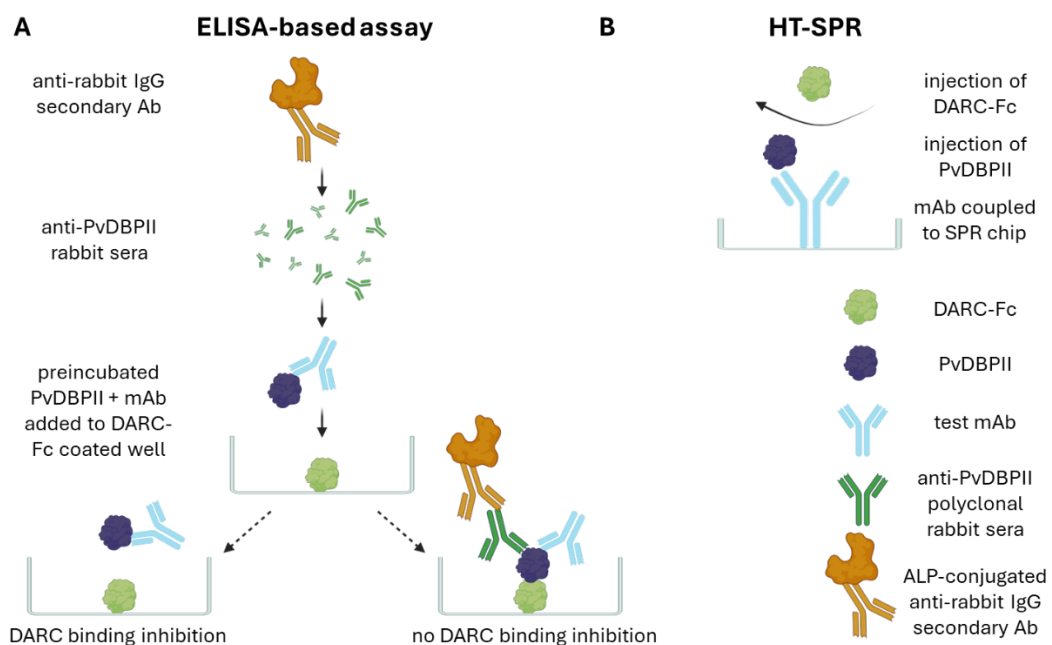 A
ELISA-based assay
anti-rabbit IgG
secondary Ab
anti-PvDBPII
rabbit sera
preincubated
PvDBPII + mAb
added to DARC-
Fc coated well
DARC binding inhibition
no DARC binding inhibition
B
HT-SPR
injection of
DARC-Fc
injection of
PvDBPII
mAb coupled
to SPR chip
DARC-Fc
PvDBPII
test mAb
anti-PvDBPII
polyclonal
rabbit sera
ALP-conjugated
anti-rabbit IgG
secondary Ab